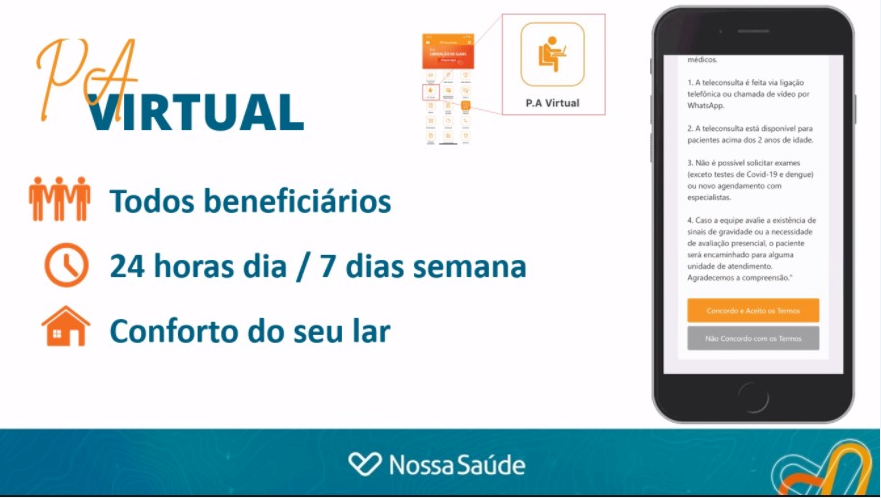 PA
VIRTUAL
Todos beneficiários
24 horas dia / 7 dias semana
Conforto do seu lar
P.A Virtual
médicos.
1. A teleconsulta é feita via ligação
telefônica ou chamada de vídeo por
WhatsApp.
2. A teleconsulta está disponível para
pacientes acima dos 2 anos de idade.
3. Não é possível solicitar exames
(exceto testes de Covid-19 e dengue)
ou novo agendamento com
especialistas.
4. Caso a equipe avalie a existência de
sinais de gravidade ou a necessidade
de avaliação presencial, o paciente
será encaminhado para alguma
unidade de atendimento.
Agradecemos a compreensão."
Concordo e Aceito os Termos
Não Concordo com os Termos
Nossa Saúde